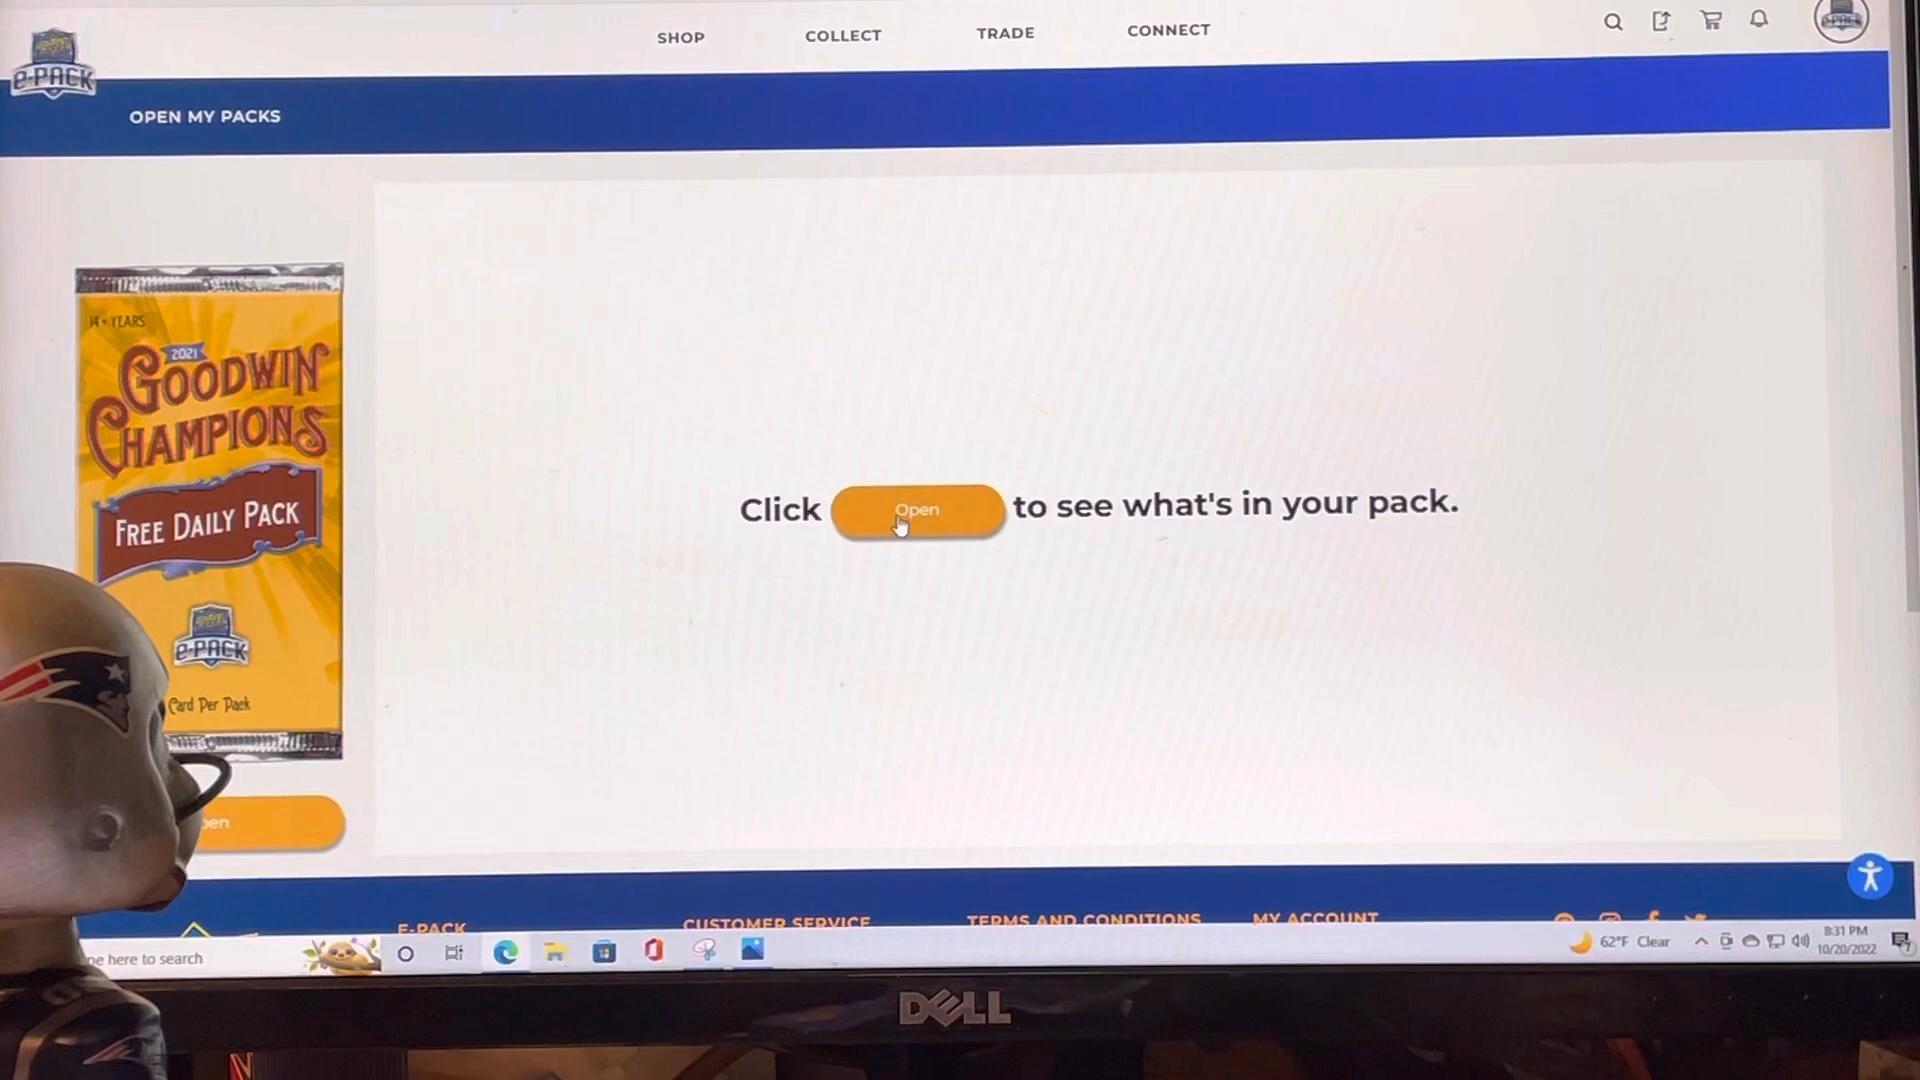 SHOP COLLECT TRADE CONNECT
e-PACK
OPEN MY PACKS
14+ YEARS
2021
GOODWIN
CHAMPIONS
FREE DAILY PACK
e-PACK
Card Per Pack
Click Open to see what's in your pack.
E-PACK CUSTOMER SERVICE TERMS AND CONDITIONS MY ACCOUNT
here to search
62°F Clear
8:31 PM
10/20/2022
DELL